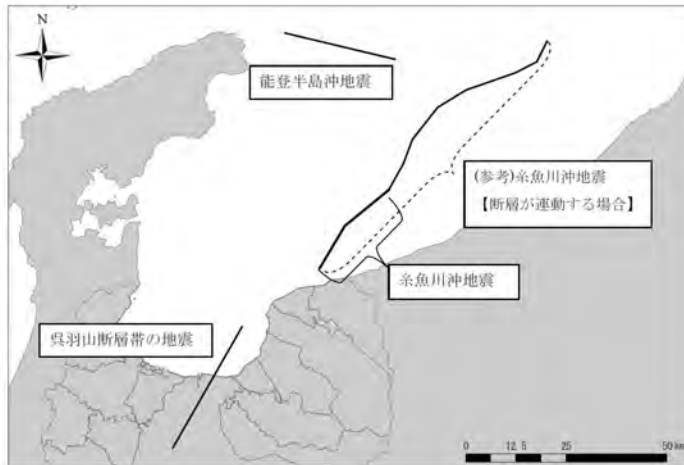 N
能登半島沖地震
(参考)糸魚川沖地震
【断層が連動する場合】
糸魚川沖地震
呉羽山断層帯の地震
0 12.5 25 50 km